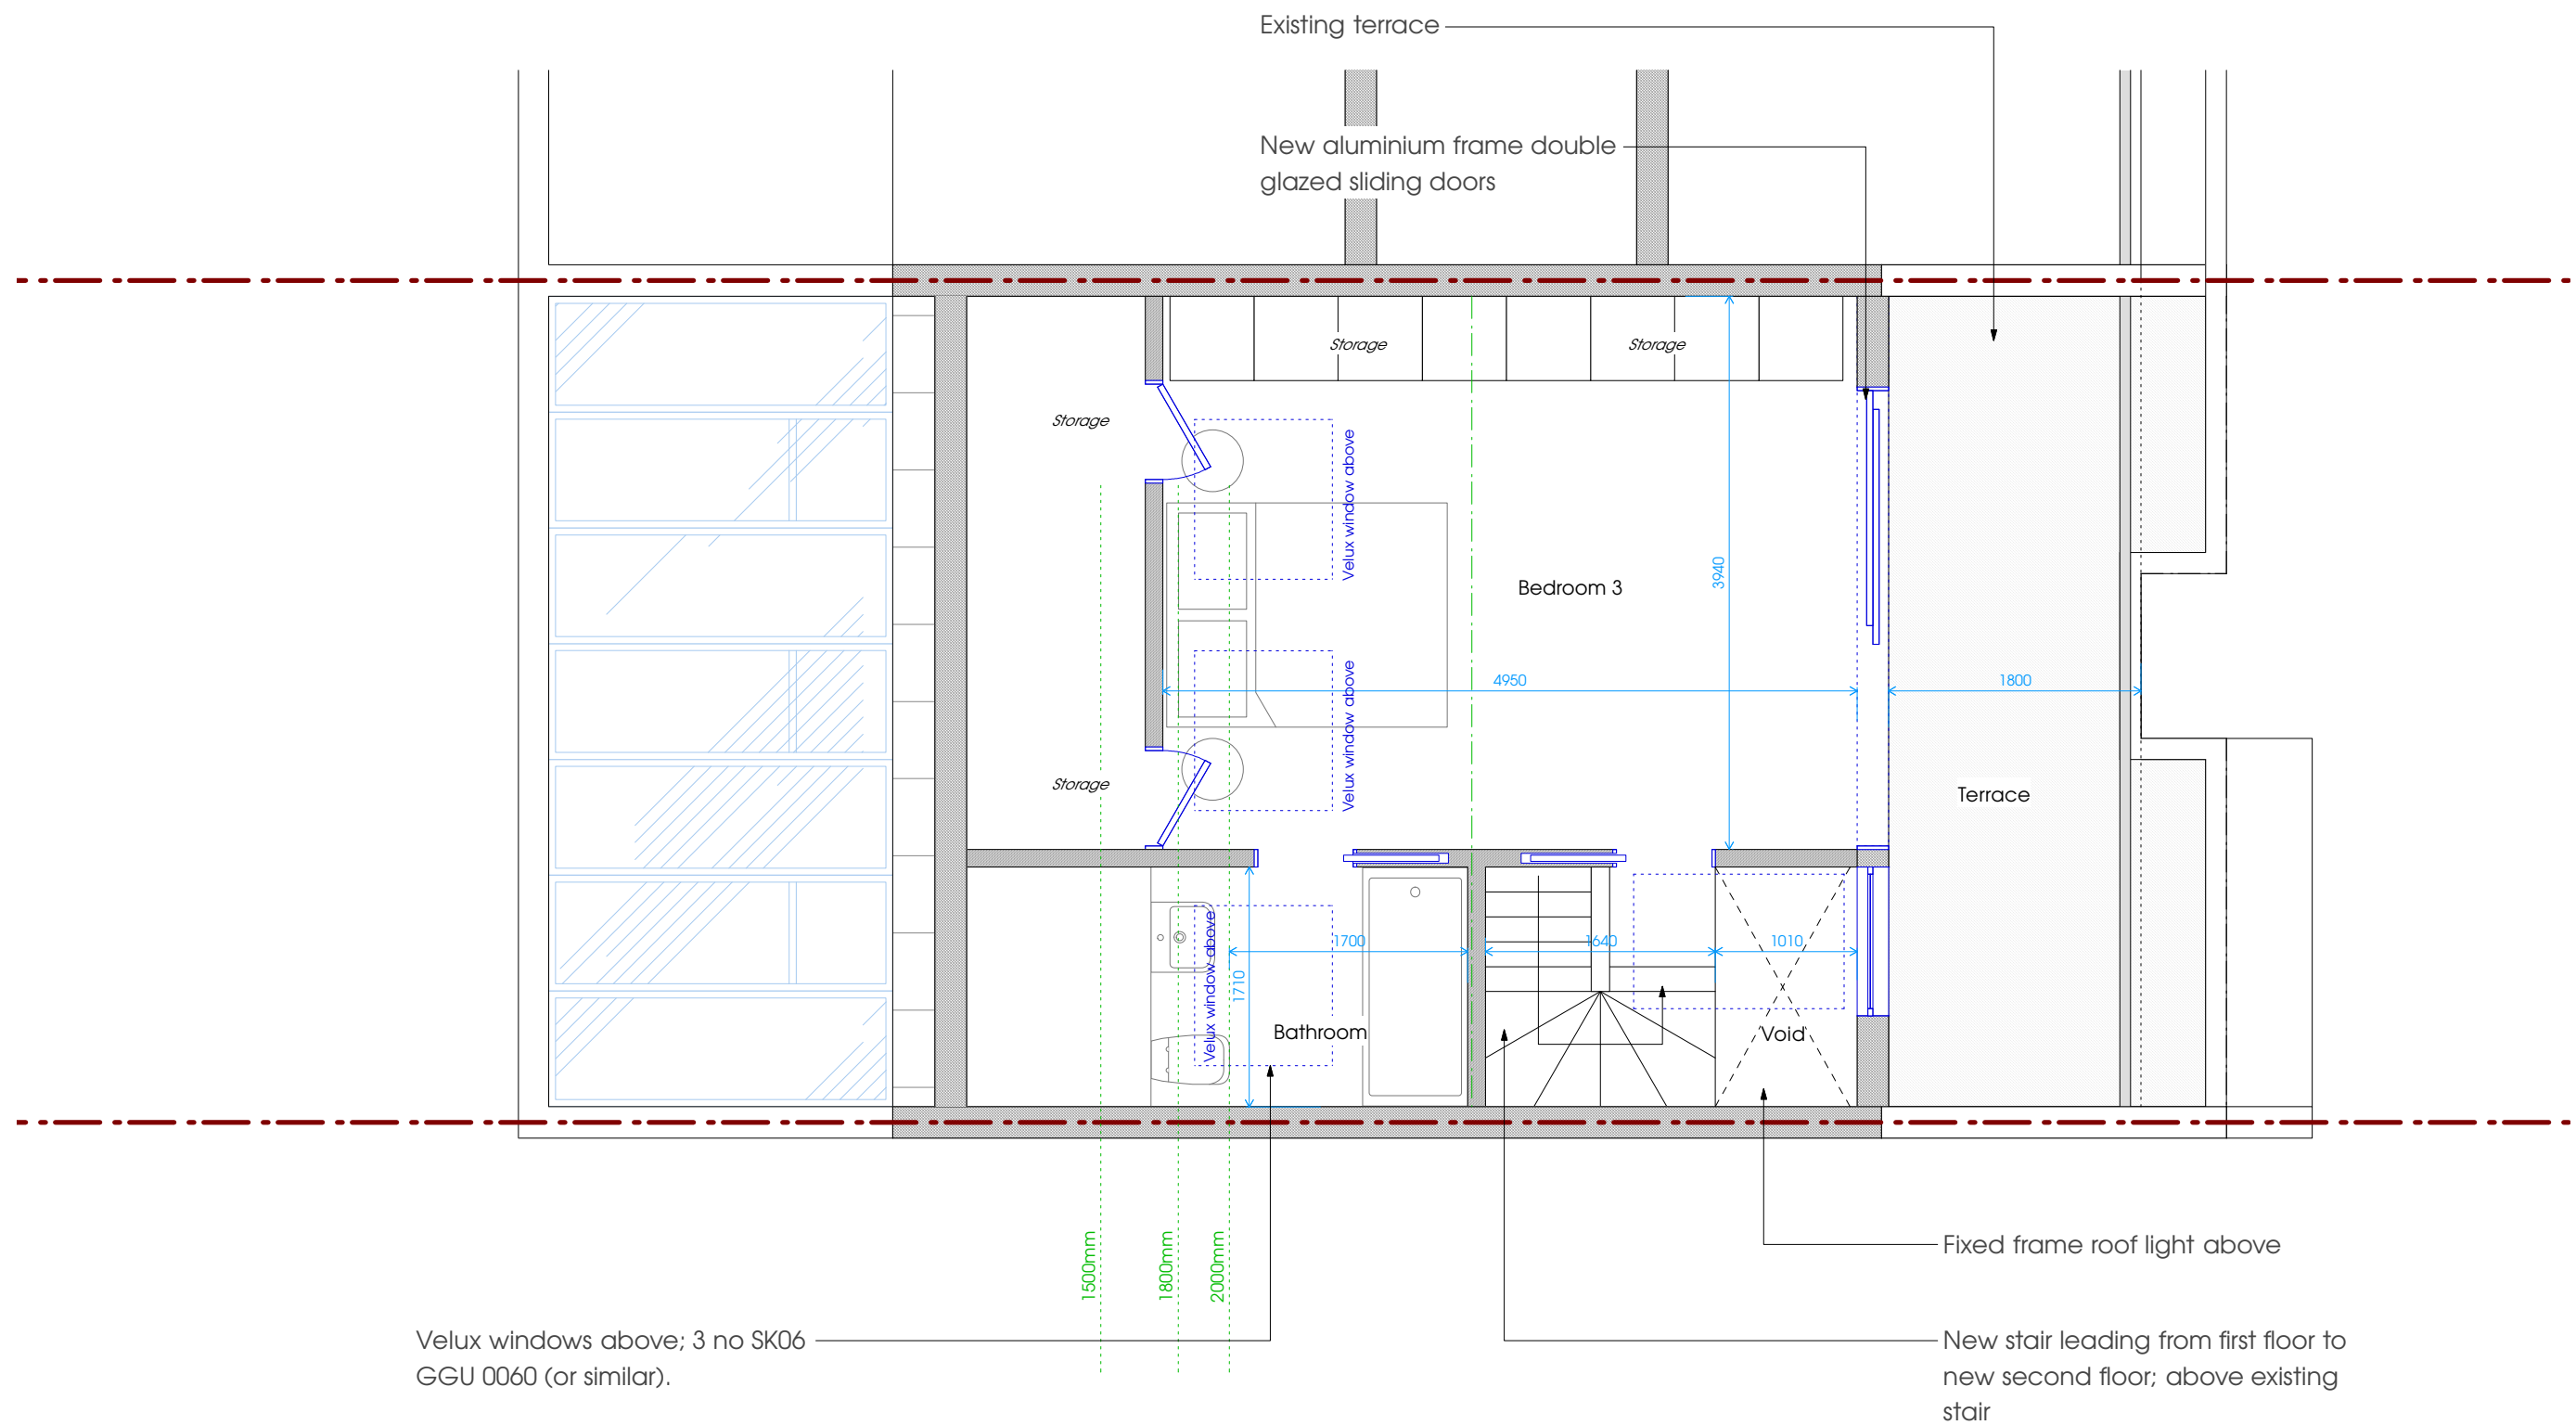 Existing terrace
New aluminium frame double
glazed sliding doors
Storage
Storage
Storage
Velux window above
Bedroom 3
3940
Velux window above
4950
1800
Storage
Terrace
Velux window above
1700
1640
1010
1710
Bathroom
Void
1500mm
1800mm
2000mm
Fixed frame roof light above
Velux windows above; 3 no SK06
GGU 0060 (or similar).
New stair leading from first floor to
new second floor; above existing
stair